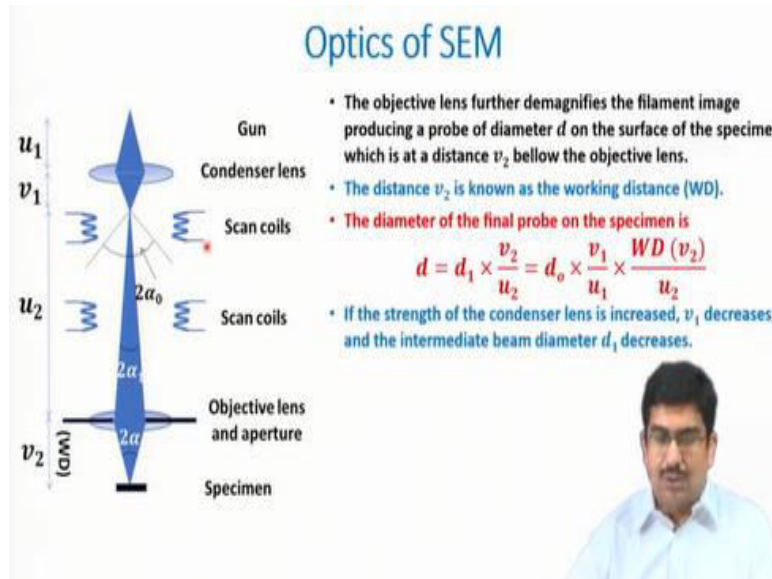 Optics of SEM
u₁
v₁
u₂
v₂
(WD)
Gun
Condenser lens
Scan coils
2α₀
Scan coils
2α₁
Objective lens
and aperture
2α
Specimen
• The objective lens further demagnifies the filament image
producing a probe of diameter d on the surface of the specime
which is at a distance v₂ bellow the objective lens.
• The distance v₂ is known as the working distance (WD).
• The diameter of the final probe on the specimen is
d = d₁ × v₂/u₂ = dₒ × v₁/u₁ × WD (v₂)/u₂
• If the strength of the condenser lens is increased, v₁ decreases
and the intermediate beam diameter d₁ decreases.